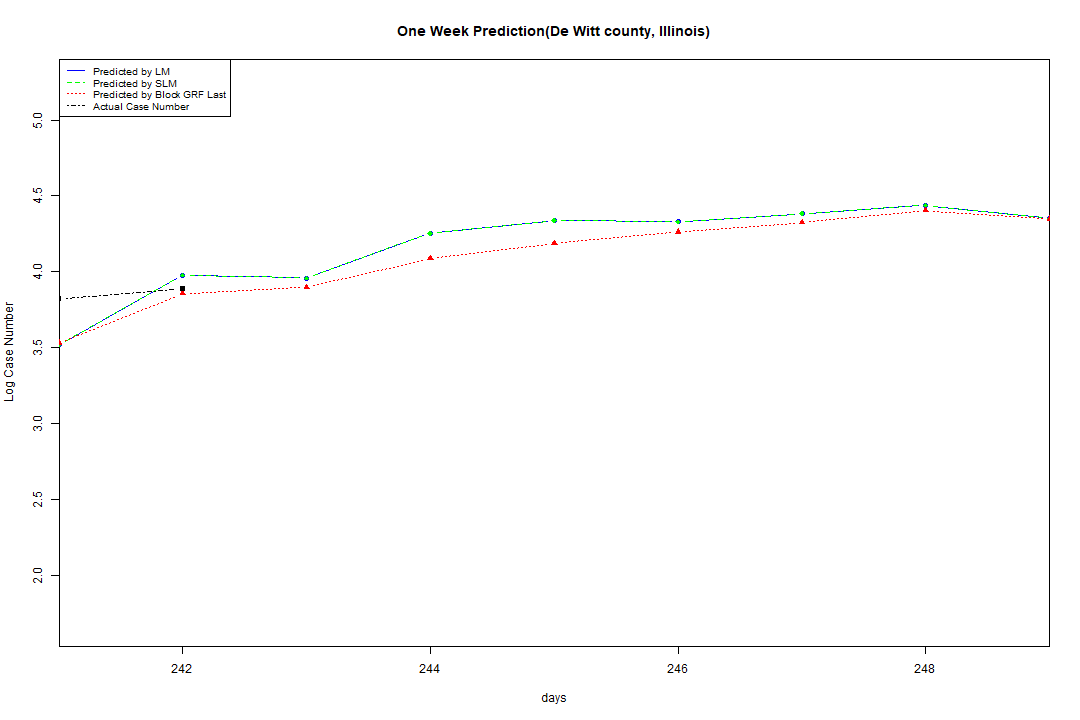 One Week Prediction(De Witt county, Illinois)
Predicted by LM
Predicted by SLM
Predicted by Block GRF Last
Actual Case Number
5.0
4.5
4.0
3.5
3.0
2.5
2.0
Log Case Number
242
244
246
248
days